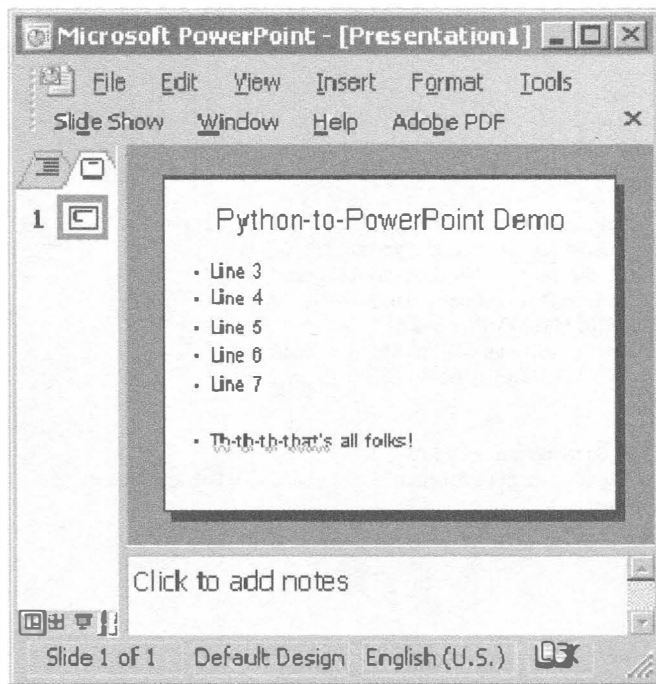 Microsoft PowerPoint - [Presentation1]
File Edit View Insert Format Tools
Slide Show Window Help Adobe PDF
1
Python-to-PowerPoint Demo
• Line 3
• Line 4
• Line 5
• Line 6
• Line 7
• Th-th-th-that's all folks!
Click to add notes
Slide 1 of 1 Default Design English (U.S.)